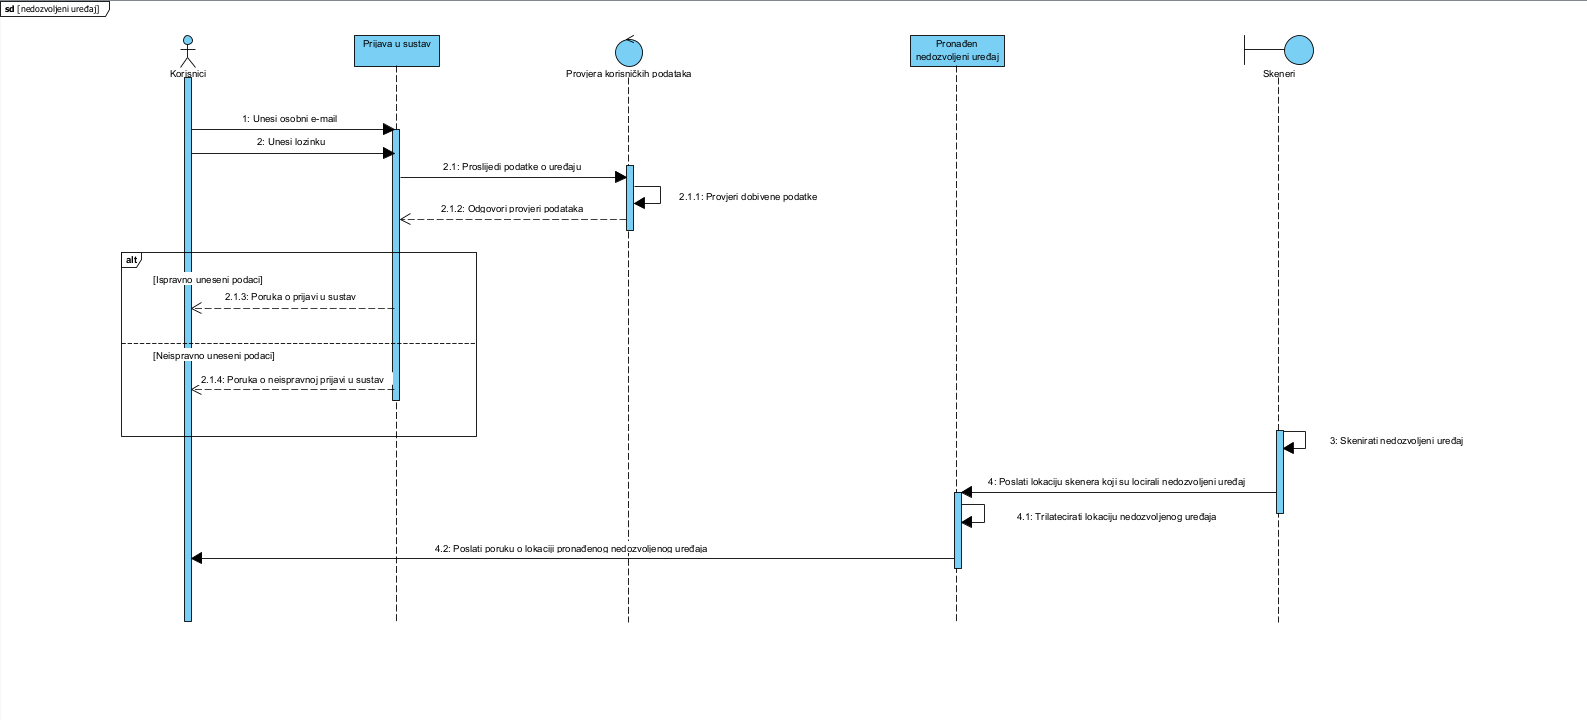 sd [nedozvoljeni uređaj]
Korisnici
Prijava u sustav
Provjera korisničkih podataka
Pronađen
nedozvoljeni uređaj
Skeneri
1: Unesi osobni e-mail
2: Unesi lozinku
2.1: Proslijedi podatke o uređaju
2.1.1: Provjeri dobivene podatke
2.1.2: Odgovori provjeri podataka
alt
[Ispravno uneseni podaci]
2.1.3: Poruka o prijavi u sustav
[Neispravno uneseni podaci]
2.1.4: Poruka o neispravnoj prijavi u sustav
3: Skenirati nedozvoljeni uređaj
4: Poslati lokaciju skenera koji su locirali nedozvoljeni uređaj
4.1: Trilatecirati lokaciju nedozvoljenog uređaja
4.2: Poslati poruku o lokaciji pronađenog nedozvoljenog uređaja